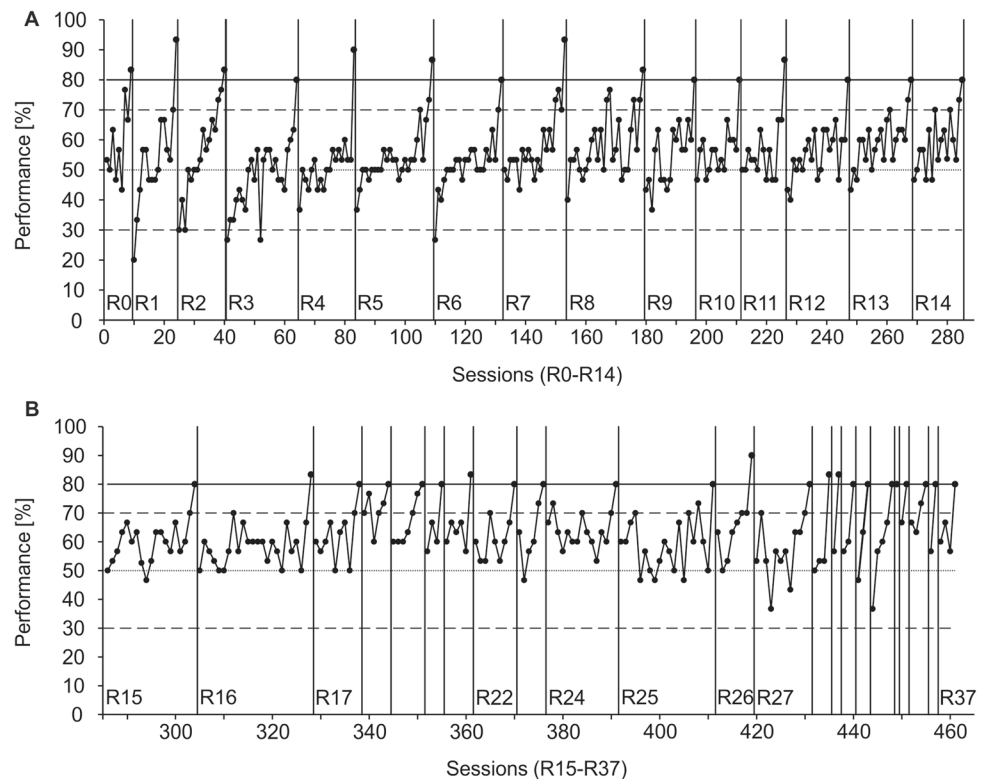 A
Performance [%]
100
90
80
70
60
50
40
30
20
10
0
R0 R1 R2 R3 R4 R5 R6 R7 R8 R9 R10 R11 R12 R13 R14
0 20 40 60 80 100 120 140 160 180 200 220 240 260 280
Sessions (R0-R14)
B
Performance [%]
100
90
80
70
60
50
40
30
20
10
0
R15 R16 R17 R22 R24 R25 R26 R27 R37
300 320 340 360 380 400 420 440 460
Sessions (R15-R37)